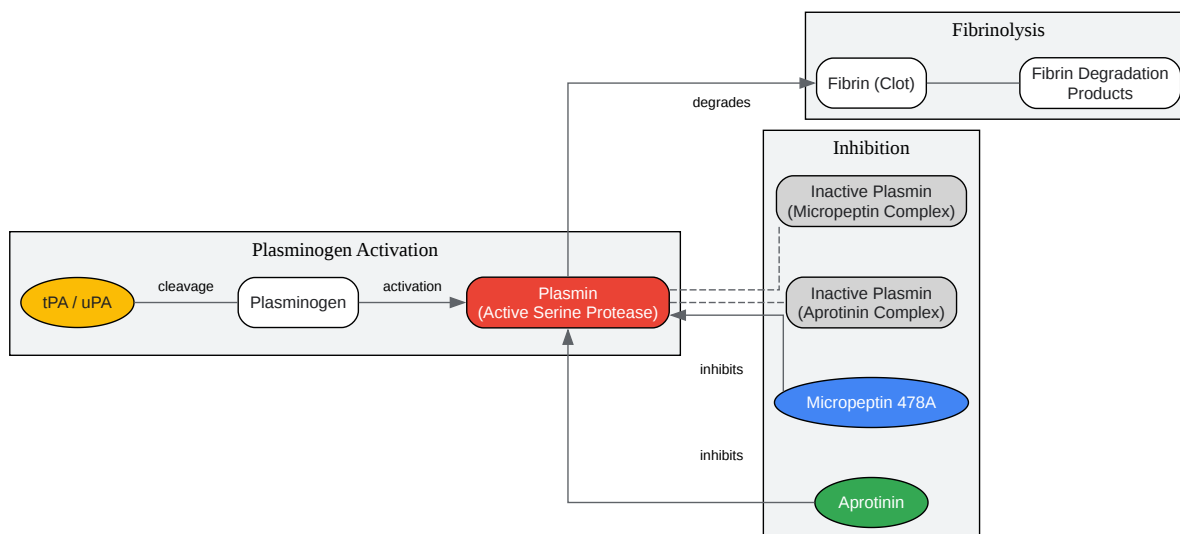 Fibrinolysis
Fibrin (Clot)
Fibrin Degradation
Products
degrades
Inhibition
Inactive Plasmin
(Micropeptin Complex)
Plasminogen Activation
tPA / uPA
cleavage
Plasminogen
activation
Plasmin
(Active Serine Protease)
Inactive Plasmin
(Aprotinin Complex)
inhibits
Micropeptin 478A
inhibits
Aprotinin